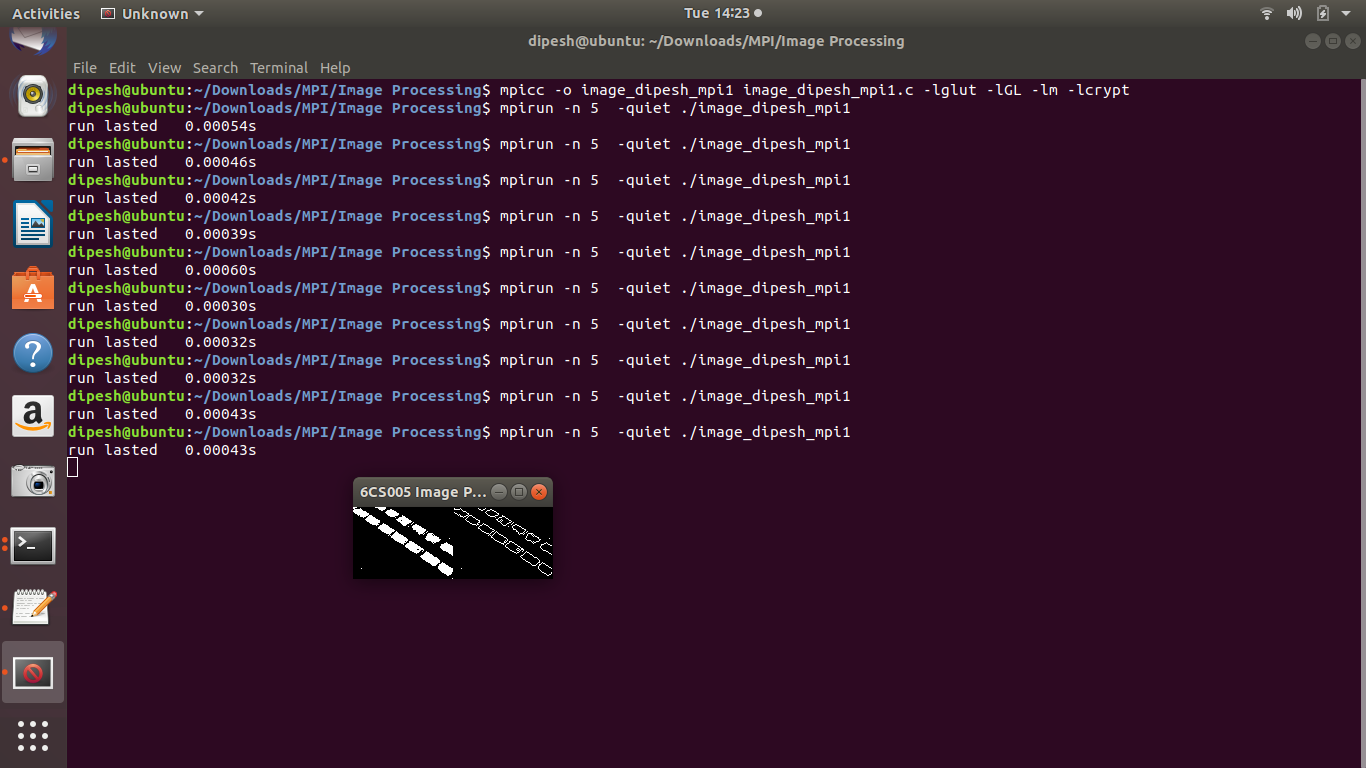 Activities Unknown Tue 14:23
dipesh@ubuntu: ~/Downloads/MPI/Image Processing
File Edit View Search Terminal Help
dipesh@ubuntu:~/Downloads/MPI/Image Processing$ mpicc -o image_dipesh_mpi1 image_dipesh_mpi1.c -lglut -lGL -lm -lcrypt
dipesh@ubuntu:~/Downloads/MPI/Image Processing$ mpirun -n 5  -quiet ./image_dipesh_mpi1
run lasted   0.00054s
dipesh@ubuntu:~/Downloads/MPI/Image Processing$ mpirun -n 5  -quiet ./image_dipesh_mpi1
run lasted   0.00046s
dipesh@ubuntu:~/Downloads/MPI/Image Processing$ mpirun -n 5  -quiet ./image_dipesh_mpi1
run lasted   0.00042s
dipesh@ubuntu:~/Downloads/MPI/Image Processing$ mpirun -n 5  -quiet ./image_dipesh_mpi1
run lasted   0.00039s
dipesh@ubuntu:~/Downloads/MPI/Image Processing$ mpirun -n 5  -quiet ./image_dipesh_mpi1
run lasted   0.00060s
dipesh@ubuntu:~/Downloads/MPI/Image Processing$ mpirun -n 5  -quiet ./image_dipesh_mpi1
run lasted   0.00030s
dipesh@ubuntu:~/Downloads/MPI/Image Processing$ mpirun -n 5  -quiet ./image_dipesh_mpi1
run lasted   0.00032s
dipesh@ubuntu:~/Downloads/MPI/Image Processing$ mpirun -n 5  -quiet ./image_dipesh_mpi1
run lasted   0.00032s
dipesh@ubuntu:~/Downloads/MPI/Image Processing$ mpirun -n 5  -quiet ./image_dipesh_mpi1
run lasted   0.00043s
dipesh@ubuntu:~/Downloads/MPI/Image Processing$ mpirun -n 5  -quiet ./image_dipesh_mpi1
run lasted   0.00043s
6CS005 Image P...